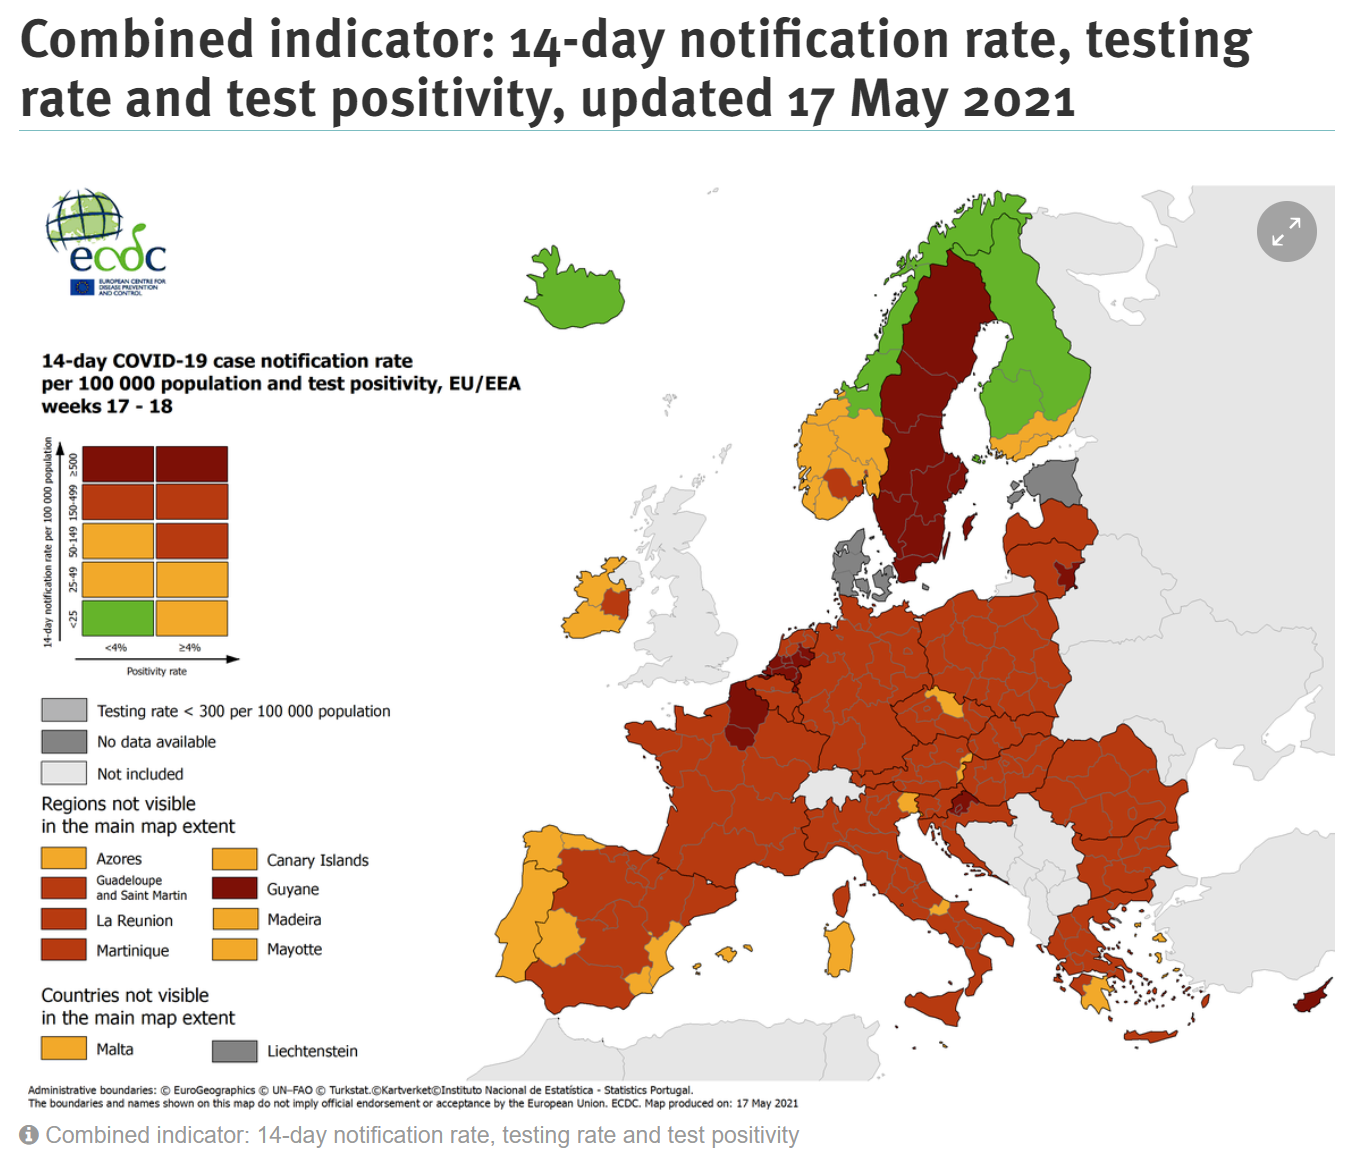 Combined indicator: 14-day notification rate, testing
rate and test positivity, updated 17 May 2021
ecdc
EUROPEAN CENTRE FOR
DISEASE PREVENTION
AND CONTROL
14-day COVID-19 case notification rate
per 100 000 population and test positivity, EU/EEA
weeks 17 - 18
14-day notification rate per 100 000 population
≥500
150-499
50-149
25-49
<25
<4%
≥4%
Positivity rate
Testing rate < 300 per 100 000 population
No data available
Not included
Regions not visible
in the main map extent
Azores
Canary Islands
Guadeloupe
and Saint Martin
Guyane
La Reunion
Madeira
Martinique
Mayotte
Countries not visible
in the main map extent
Malta
Liechtenstein
Administrative boundaries: © EuroGeographics © UN–FAO © Turkstat.©Kartverket©Instituto Nacional de Estatística - Statistics Portugal.
The boundaries and names shown on this map do not imply official endorsement or acceptance by the European Union. ECDC. Map produced on: 17 May 2021
Combined indicator: 14-day notification rate, testing rate and test positivity